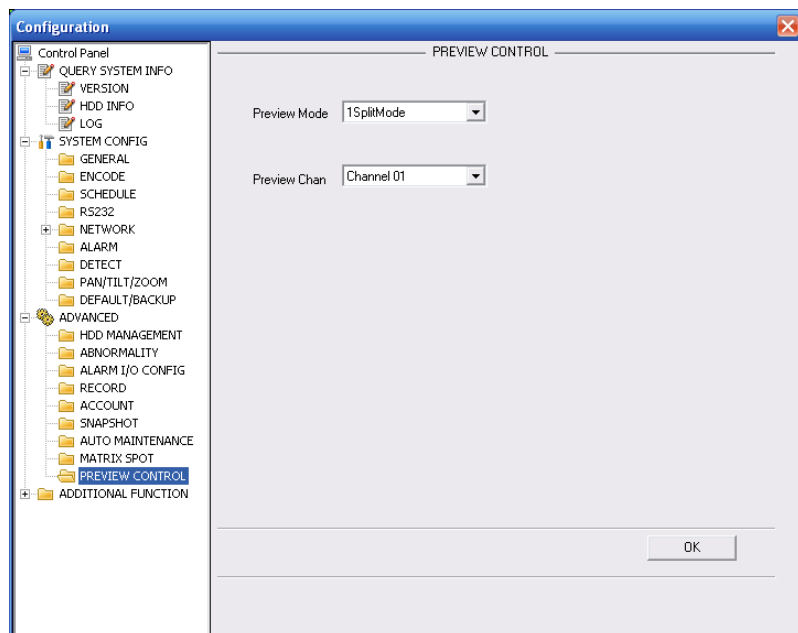 Configuration
Control Panel
QUERY SYSTEM INFO
VERSION
HDD INFO
LOG
SYSTEM CONFIG
GENERAL
ENCODE
SCHEDULE
RS232
NETWORK
ALARM
DETECT
PAN/TILT/ZOOM
DEFAULT/BACKUP
ADVANCED
HDD MANAGEMENT
ABNORMALITY
ALARM I/O CONFIG
RECORD
ACCOUNT
SNAPSHOT
AUTO MAINTENANCE
MATRIX SPOT
PREVIEW CONTROL
ADDITIONAL FUNCTION
PREVIEW CONTROL
Preview Mode 1SplitMode
Preview Chan Channel 01
OK